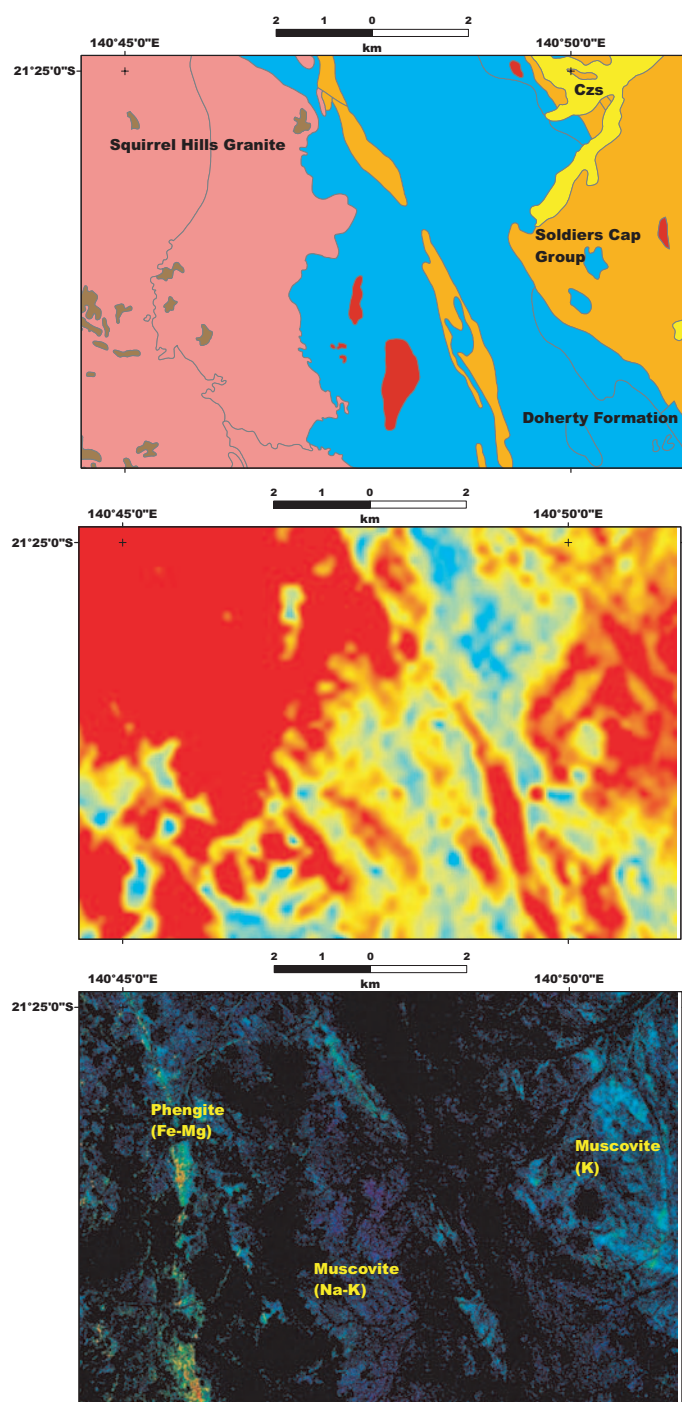 2 1 0 2
km
140°45'0"E 140°50'0"E
21°25'0"S
Czs
Squirrel Hills Granite
Soldiers Cap
Group
Doherty Formation
2 1 0 2
km
140°45'0"E 140°50'0"E
21°25'0"S
2 1 0 2
km
140°45'0"E 140°50'0"E
21°25'0"S
Phengite
(Fe-Mg)
Muscovite
(K)
Muscovite
(Na-K)